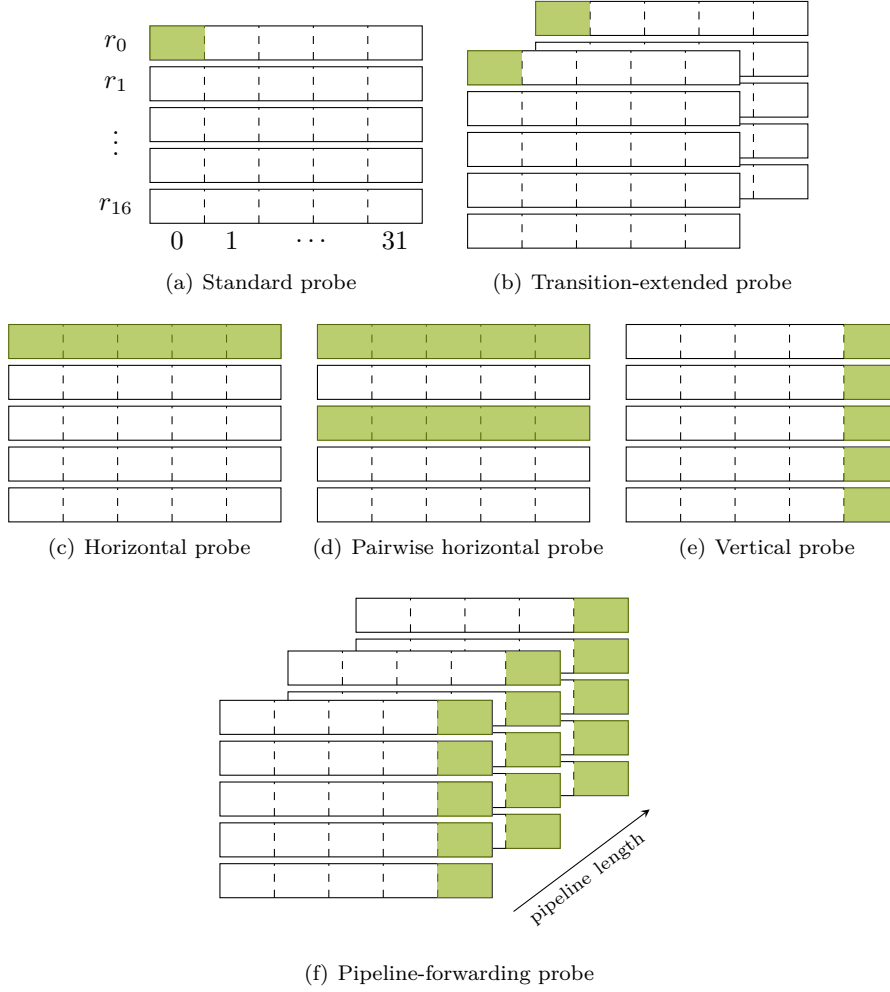 r0
r1
⋮
r16
0 1 ⋯ 31
(a) Standard probe
(b) Transition-extended probe
(c) Horizontal probe
(d) Pairwise horizontal probe
(e) Vertical probe
pipeline length
(f) Pipeline-forwarding probe